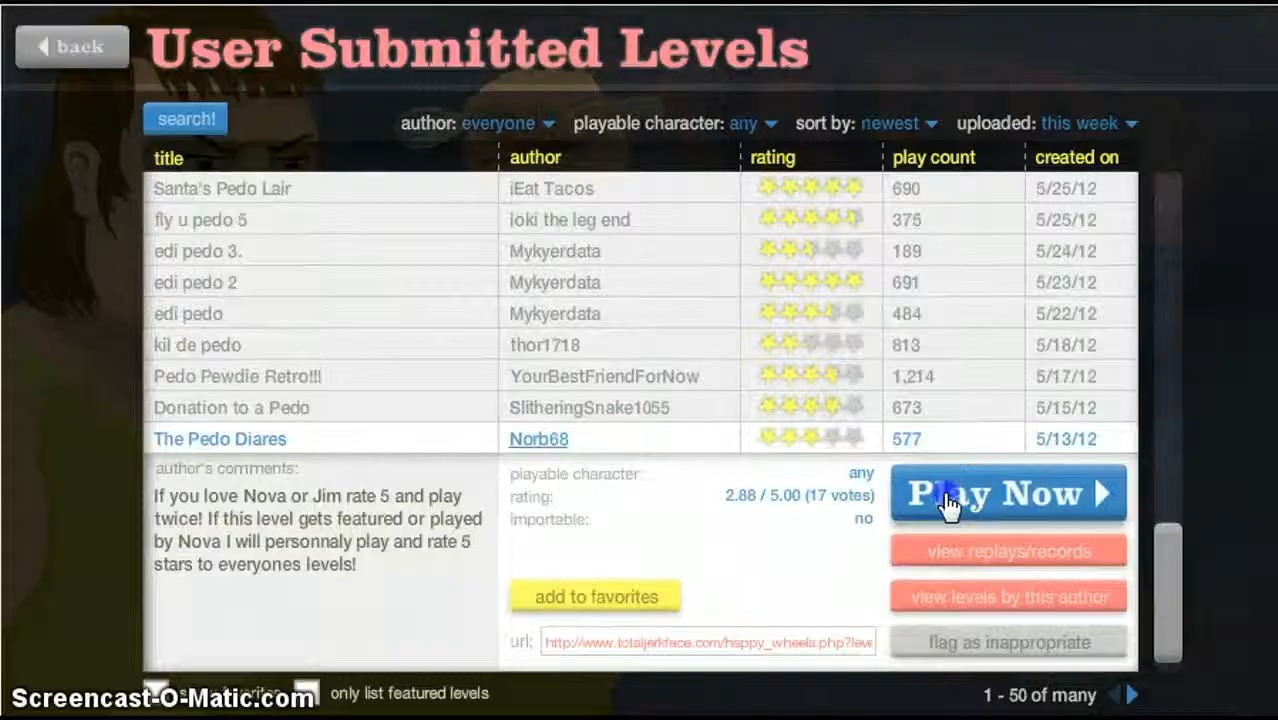 back
User Submitted Levels
search!
author: everyone playable character: any sort by: newest uploaded: this week
title author rating play count created on
Santa's Pedo Lair iEat Tacos 690 5/25/12
fly u pedo 5 ioki the leg end 375 5/25/12
edi pedo 3. Mykyerdata 189 5/24/12
edi pedo 2 Mykyerdata 691 5/23/12
edi pedo Mykyerdata 484 5/22/12
kil de pedo thor1718 813 5/18/12
Pedo Pewdie Retro!!! YourBestFriendForNow 1,214 5/17/12
Donation to a Pedo SlitheringSnake1055 673 5/15/12
The Pedo Diares Norb68 577 5/13/12
author's comments:
If you love Nova or Jim rate 5 and play
twice! If this level gets featured or played
by Nova I will personnaly play and rate 5
stars to everyones levels!
playable character: any
rating: 2.88 / 5.00 (17 votes)
importable: no
add to favorites
url: http://www.totaljerkface.com/happy_wheels.php?leve
Play Now
view replays/records
view levels by this author
flag as inappropriate
only list featured levels
1 - 50 of many
Screencast-O-Matic.com